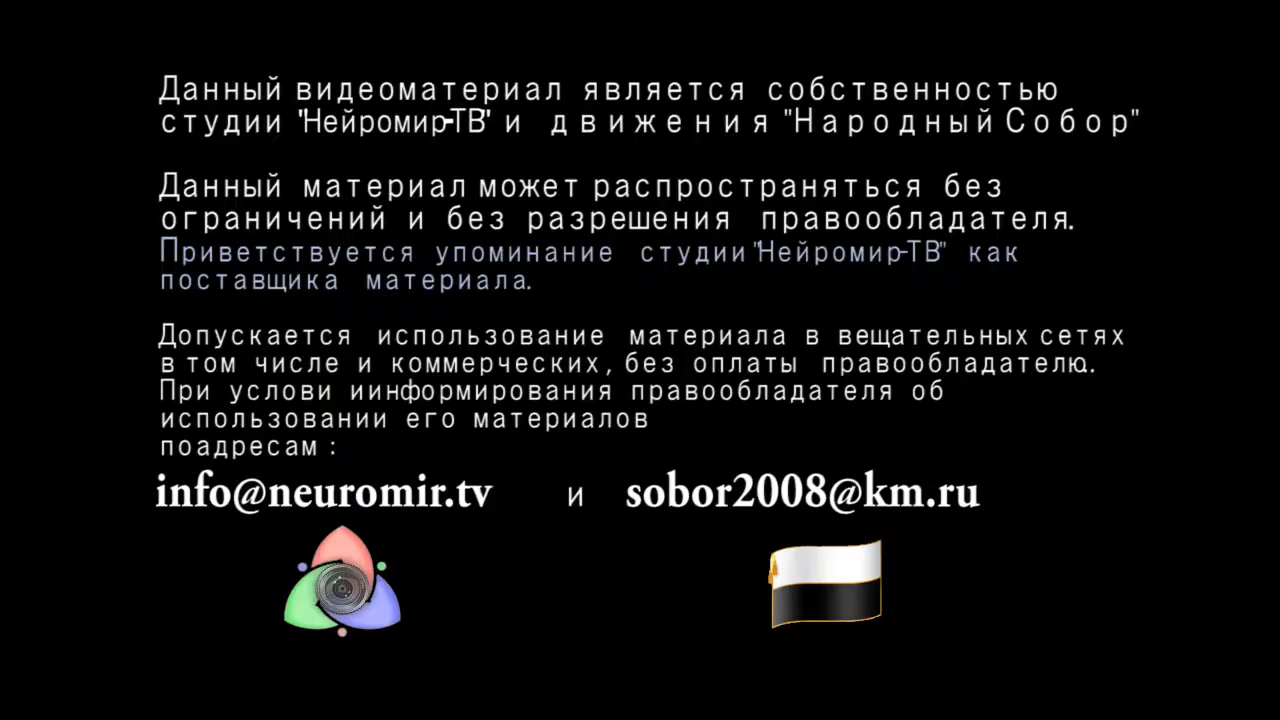 Данный видеоматериал является собственностью
студии "Нейромир-ТВ" и движения "Народный Собор"
Данный материал может распространяться без
ограничений и без разрешения правообладателя.
Приветствуется упоминание студии "Нейромир-ТВ" как
поставщика материала.
Допускается использование материала в вещательных сетях
в том числе и коммерческих, без оплаты правообладателю.
При услови иинформирования правообладателя об
использовании его материалов
поадресам :
info@neuromir.tv и sobor2008@km.ru